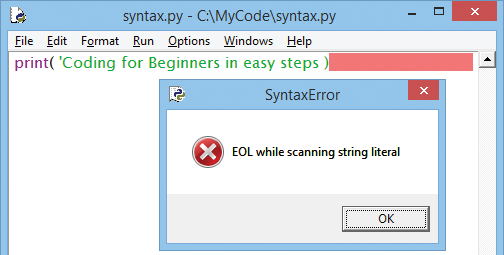 syntax.py - C:\MyCode\syntax.py
File Edit Format Run Options Windows Help
print( 'Coding for Beginners in easy steps )
SyntaxError
EOL while scanning string literal
OK